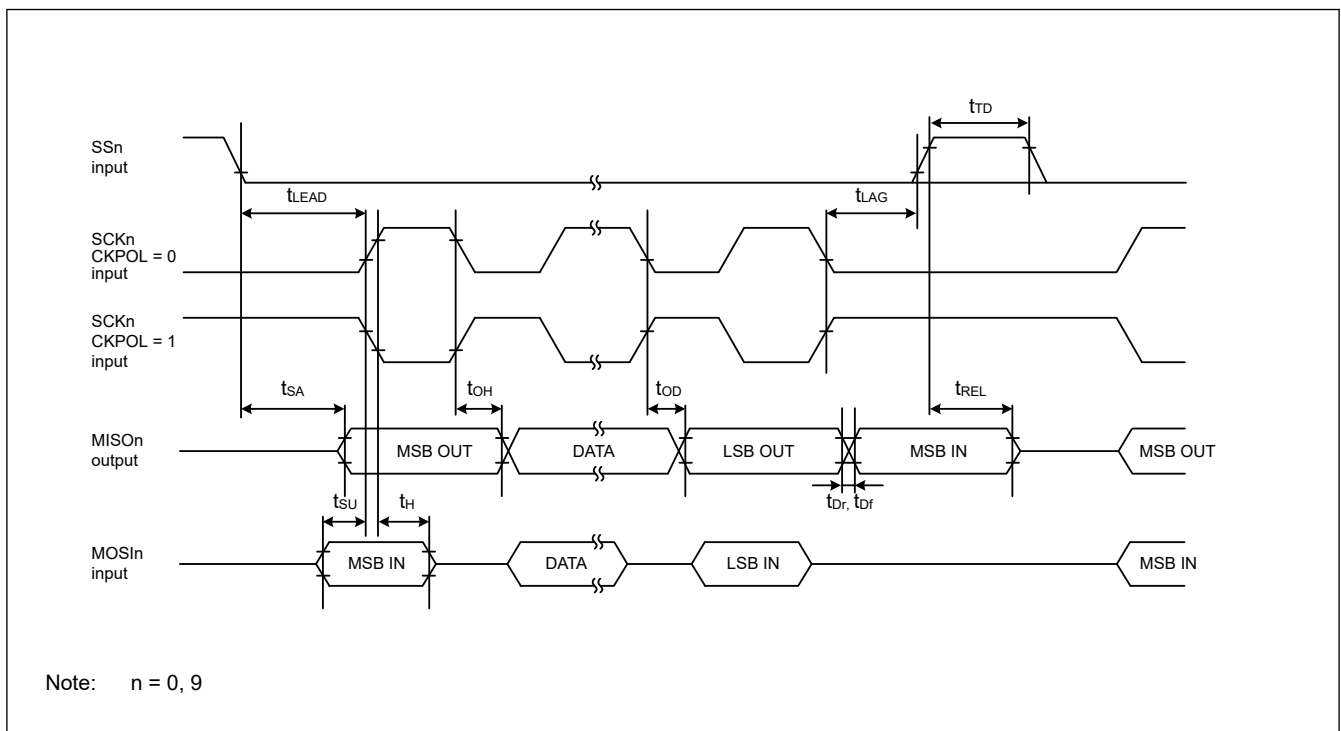 tTD
SSn
input
tLEAD
tLAG
SCKn
CKPOL = 0
input
SCKn
CKPOL = 1
input
tSA
tOH
tOD
tREL
MISOn
output
MSB OUT
DATA
LSB OUT
MSB IN
MSB OUT
tSU
tH
tDr, tDf
MOSIn
input
MSB IN
DATA
LSB IN
MSB IN
Note: n = 0, 9